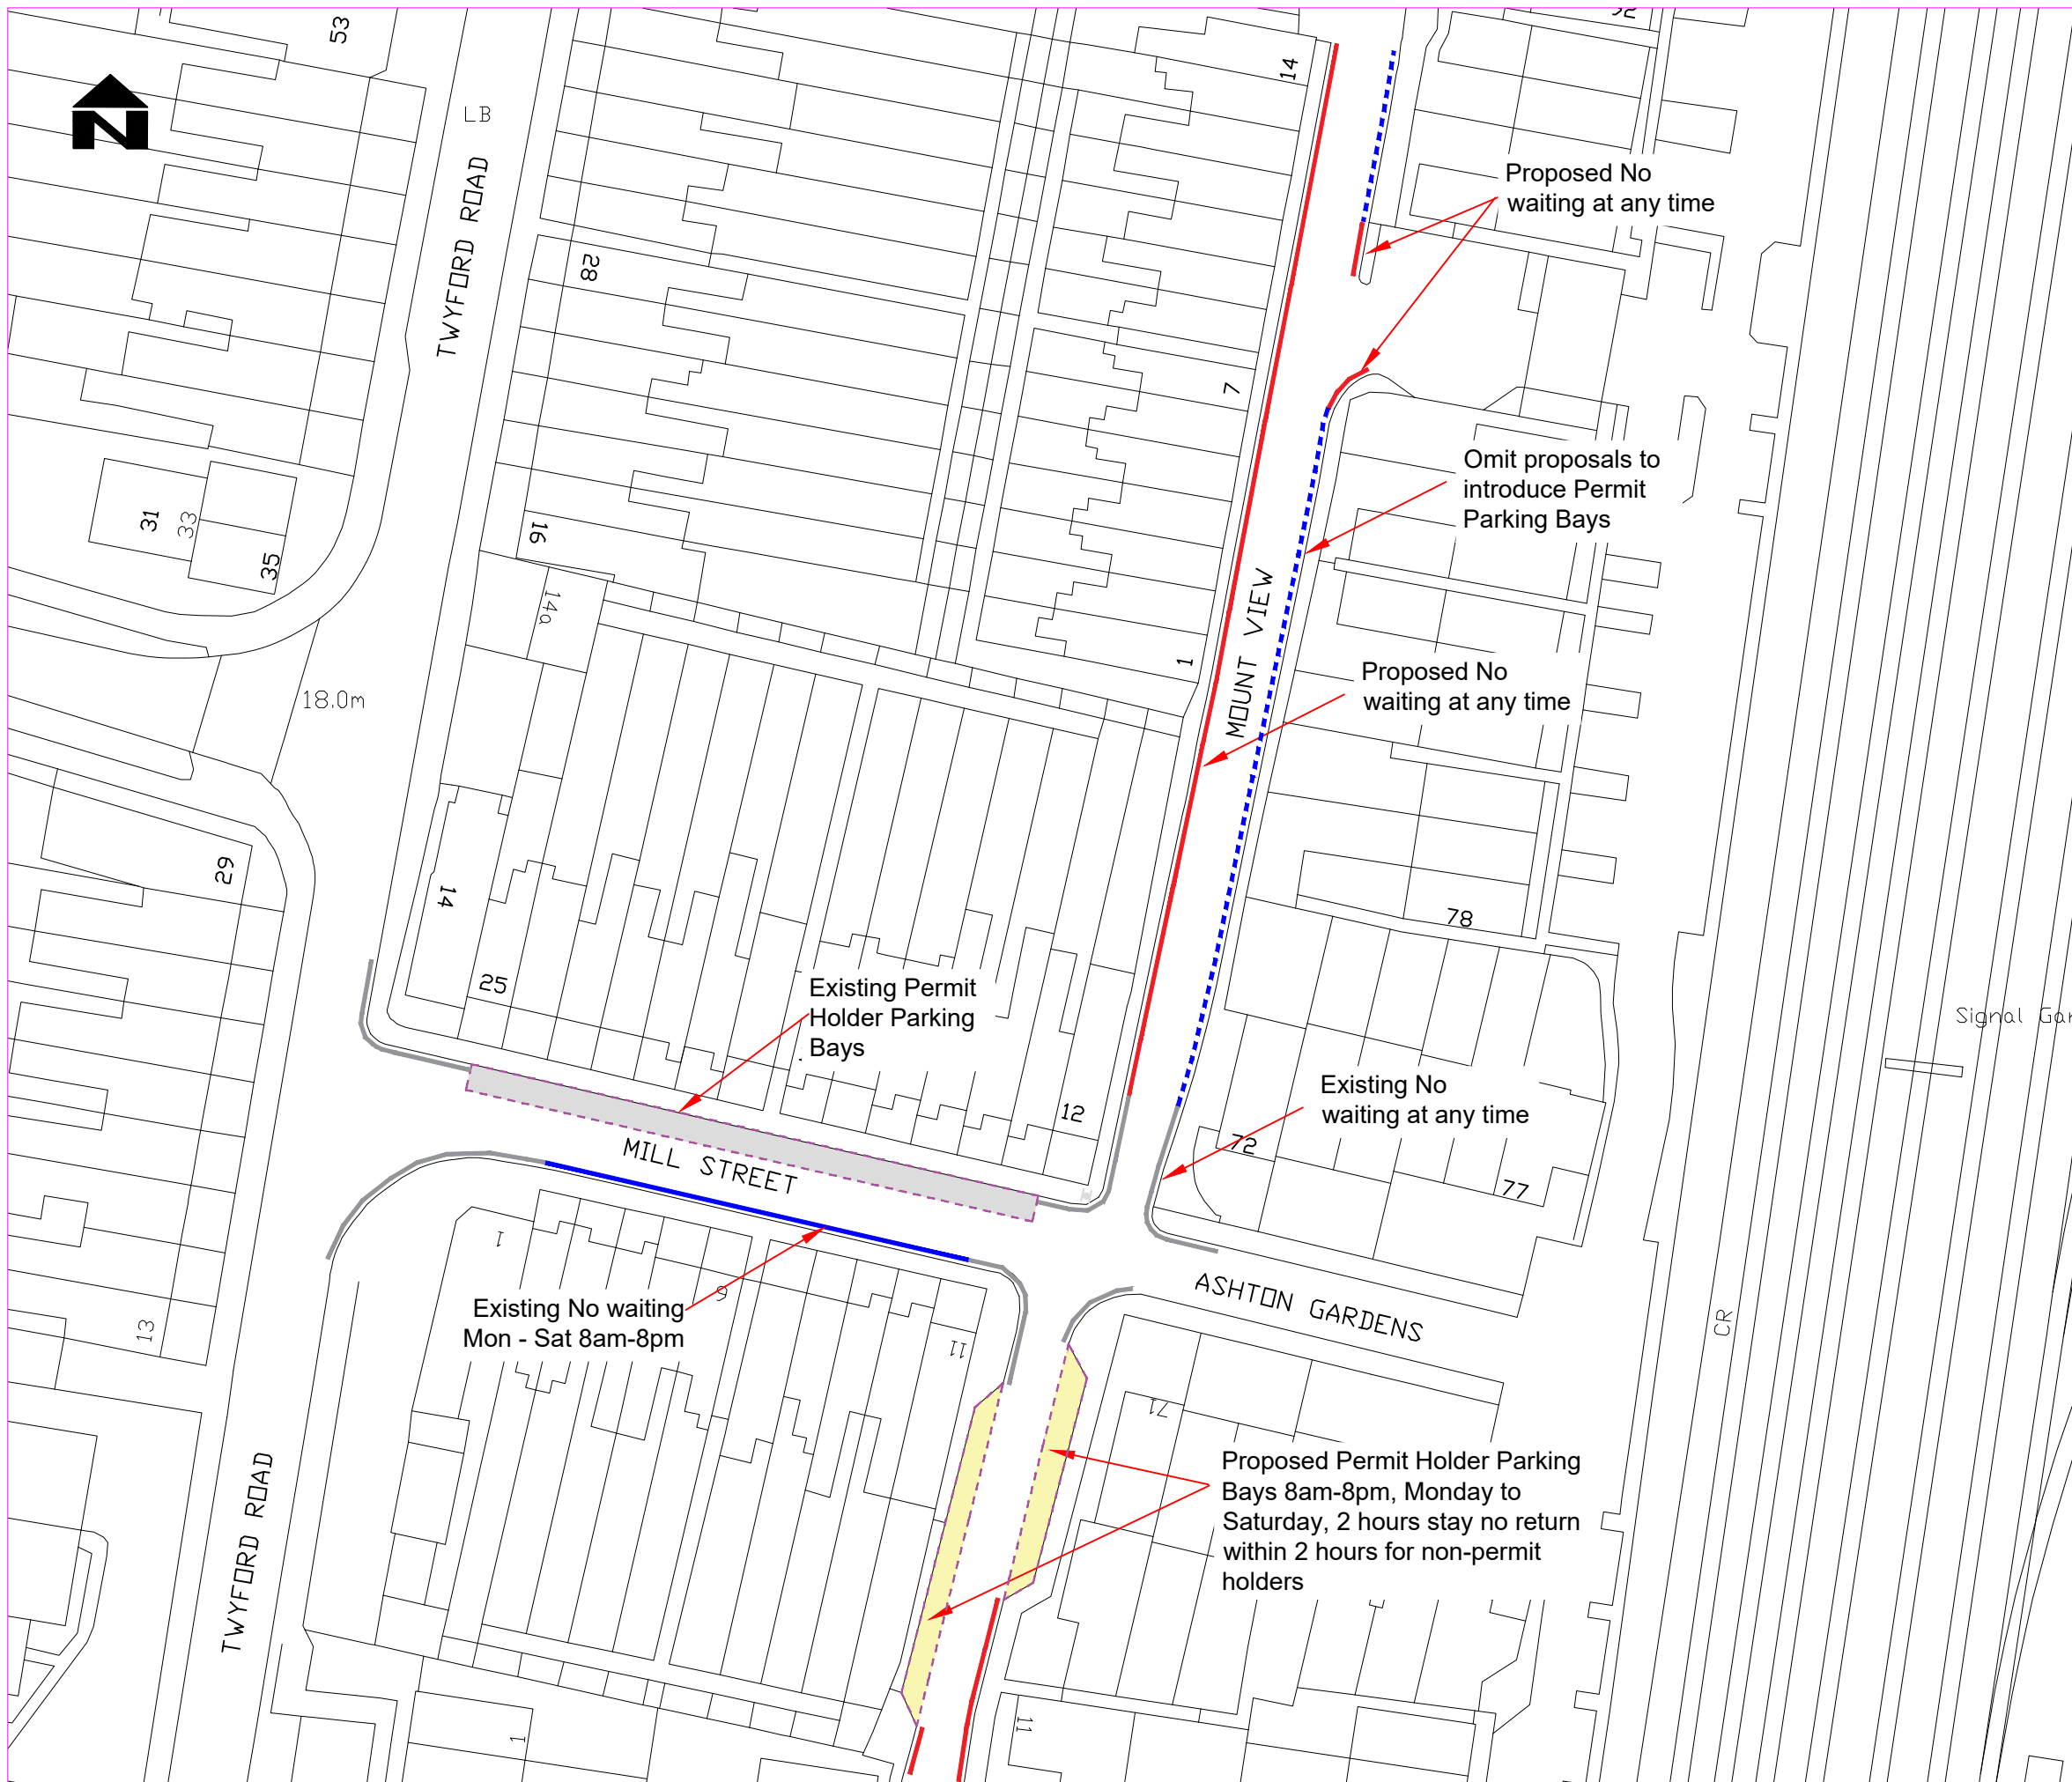 53
92
14
N
LB
TWYFORD ROAD
Proposed No
waiting at any time
28
7
Omit proposals to
introduce Permit
Parking Bays
31
33
35
16
14a
MOUNT VIEW
1
Proposed No
waiting at any time
18.0m
29
14
78
25
Existing Permit
Holder Parking
Bays
Signal Gan
Existing No
waiting at any time
12
72
MILL STREET
77
1
9
ASHTON GARDENS
CR
Existing No waiting
Mon - Sat 8am-8pm
13
11
71
Proposed Permit Holder Parking
Bays 8am-8pm, Monday to
Saturday, 2 hours stay no return
within 2 hours for non-permit
holders
TWYFORD ROAD
1
11